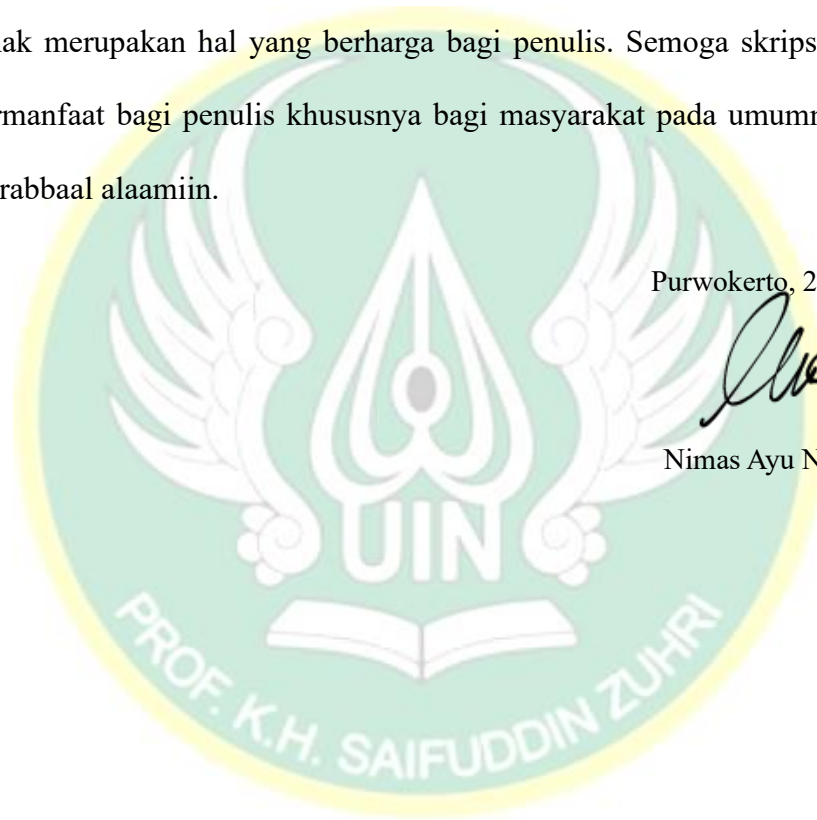 nak merupakan hal yang berharga bagi penulis. Semoga skrips
rmanfaat bagi penulis khususnya bagi masyarakat pada umumn
rabbaal alaamiin.
Purwokerto, 2
Nimas Ayu N
UIN
PROF. K.H. SAIFUDDIN ZUHRI